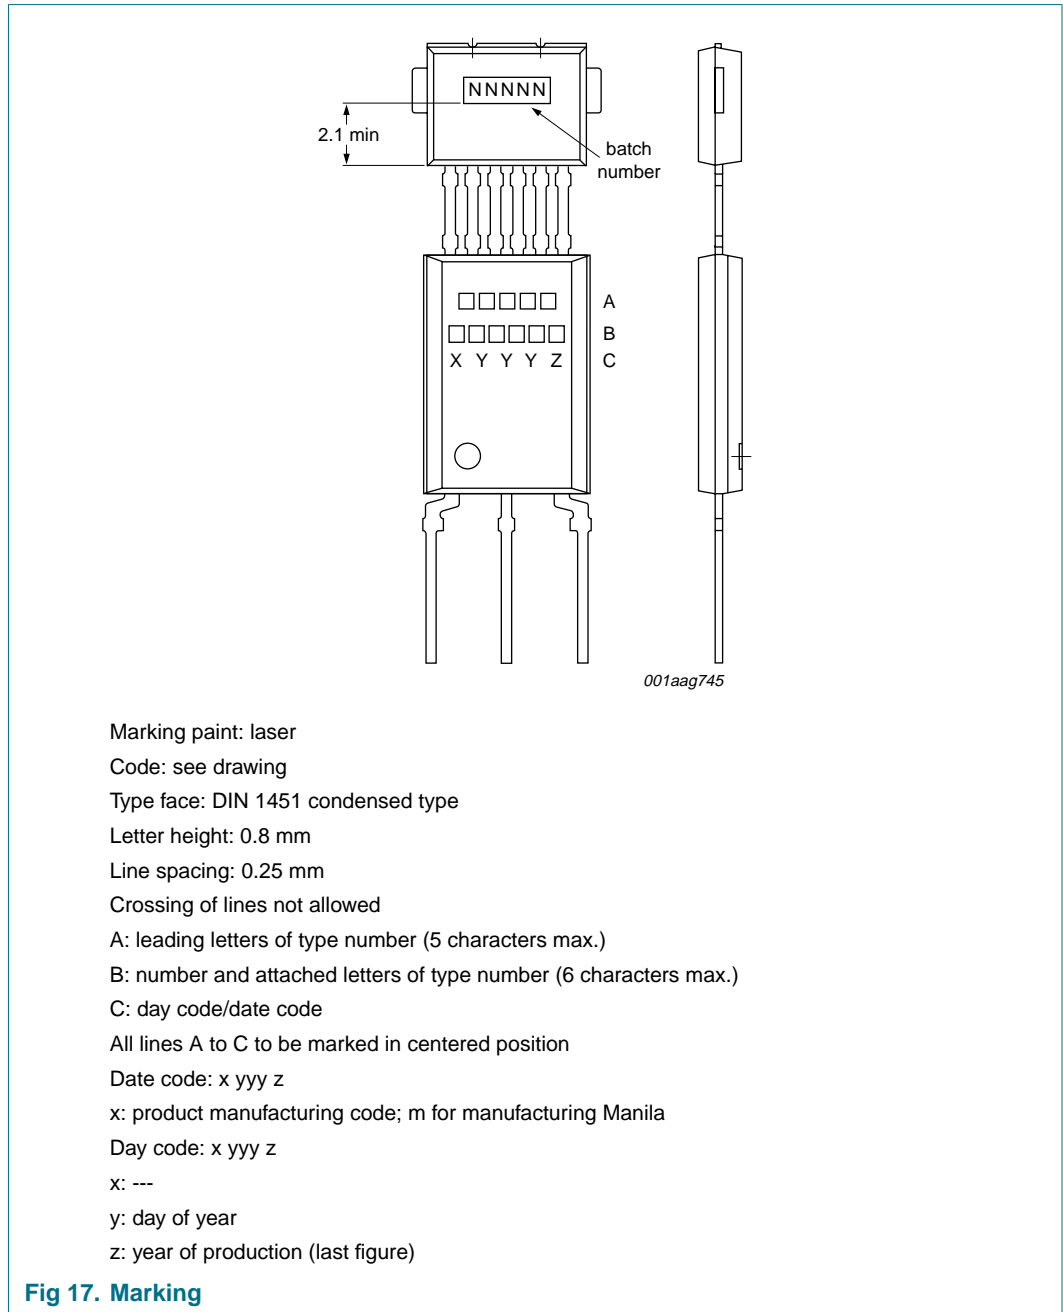 NNNNN
2.1 min
batch
number
A
B
X Y Y Y Z C
001aag745
Marking paint: laser
Code: see drawing
Type face: DIN 1451 condensed type
Letter height: 0.8 mm
Line spacing: 0.25 mm
Crossing of lines not allowed
A: leading letters of type number (5 characters max.)
B: number and attached letters of type number (6 characters max.)
C: day code/date code
All lines A to C to be marked in centered position
Date code: x yyy z
x: product manufacturing code; m for manufacturing Manila
Day code: x yyy z
x: ---
y: day of year
z: year of production (last figure)
Fig 17. Marking